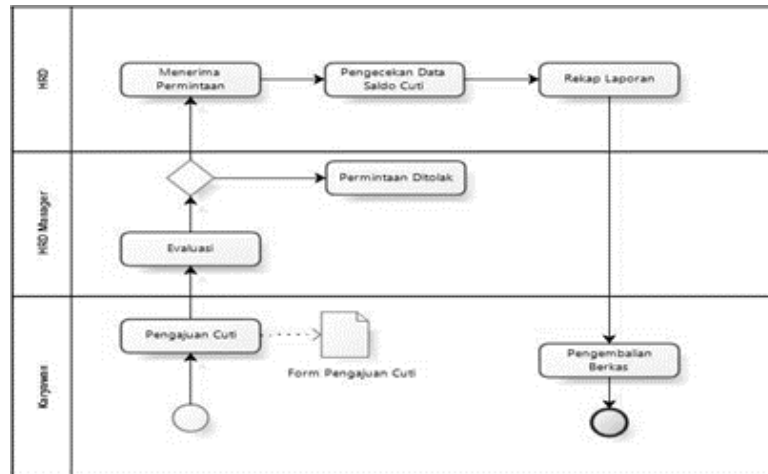 HRD
Menerima
Permintaan
Pengecekan Data
Saldo Cuti
Rekap Laporan
HRD Manager
Permintaan Ditolak
Evaluasi
Karyawan
Pengajuan Cuti
Form Pengajuan Cuti
Pengembalian
Berkas